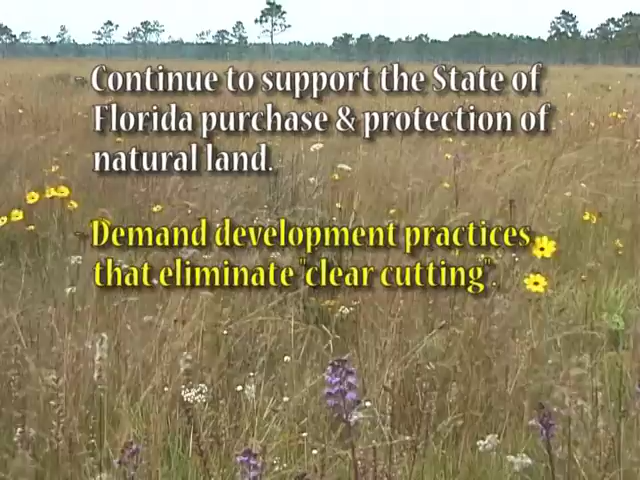 - Continue to support the State of
Florida purchase & protection of
natural land.
- Demand development practices
that eliminate "clear cutting".